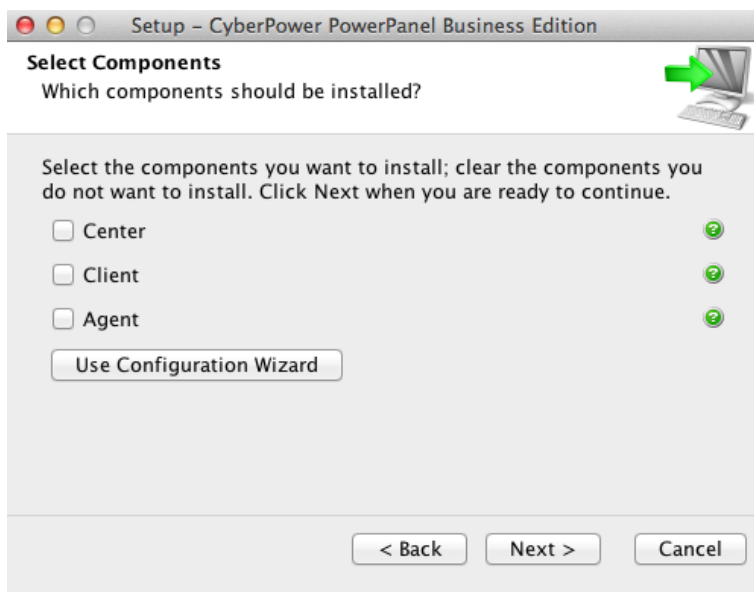 Setup – CyberPower PowerPanel Business Edition
Select Components
Which components should be installed?
Select the components you want to install; clear the components you
do not want to install. Click Next when you are ready to continue.
Center
?
Client
?
Agent
?
Use Configuration Wizard
< Back Next > Cancel